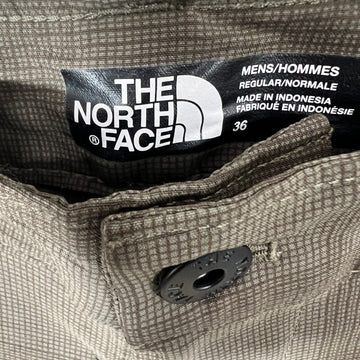 THE
NORTH
®FACE
MENS/HOMMES
REGULAR/NORMALE
MADE IN INDONESIA
FABRIQUÉ EN INDONÉSIE
36